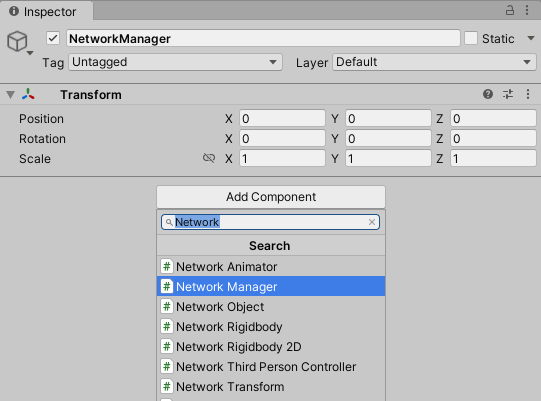 Inspector
NetworkManager Static
Tag Untagged Layer Default
Transform
Position X 0 Y 0 Z 0
Rotation X 0 Y 0 Z 0
Scale X 1 Y 1 Z 1
Add Component
Network
Search
# Network Animator
# Network Manager
# Network Object
# Network Rigidbody
# Network Rigidbody 2D
# Network Third Person Controller
# Network Transform